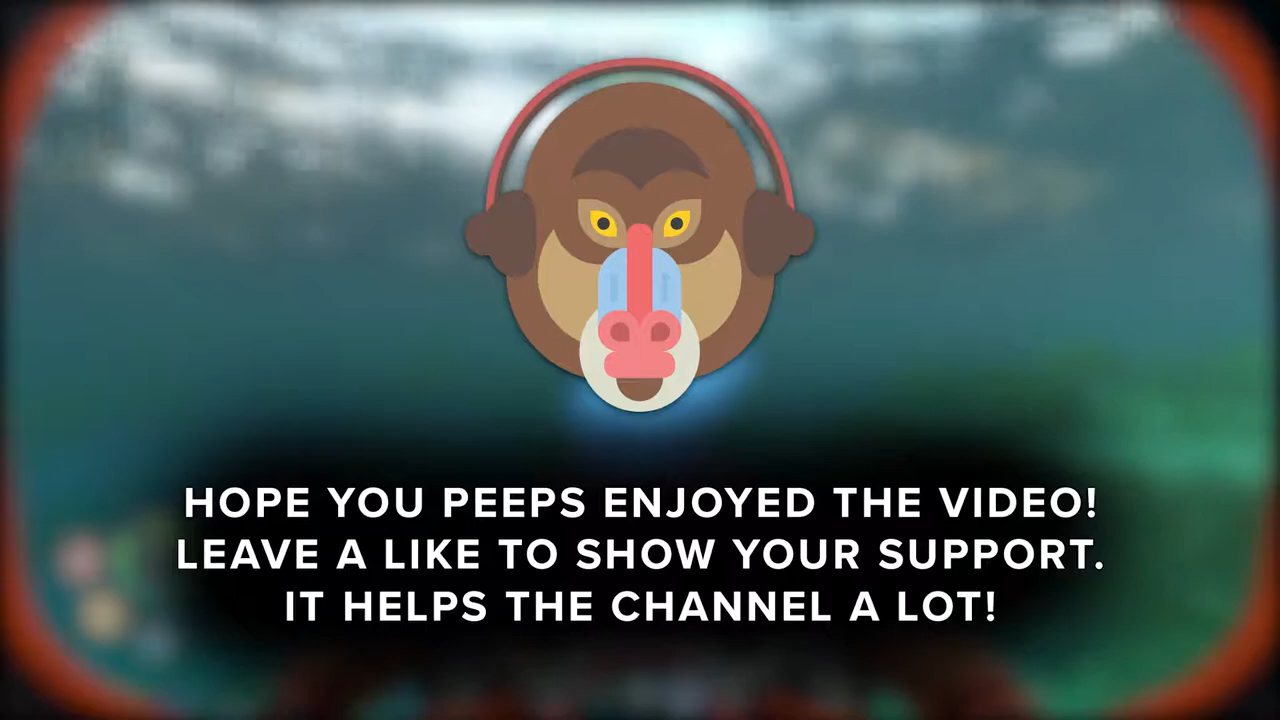 HOPE YOU PEEPS ENJOYED THE VIDEO!
LEAVE A LIKE TO SHOW YOUR SUPPORT.
IT HELPS THE CHANNEL A LOT!